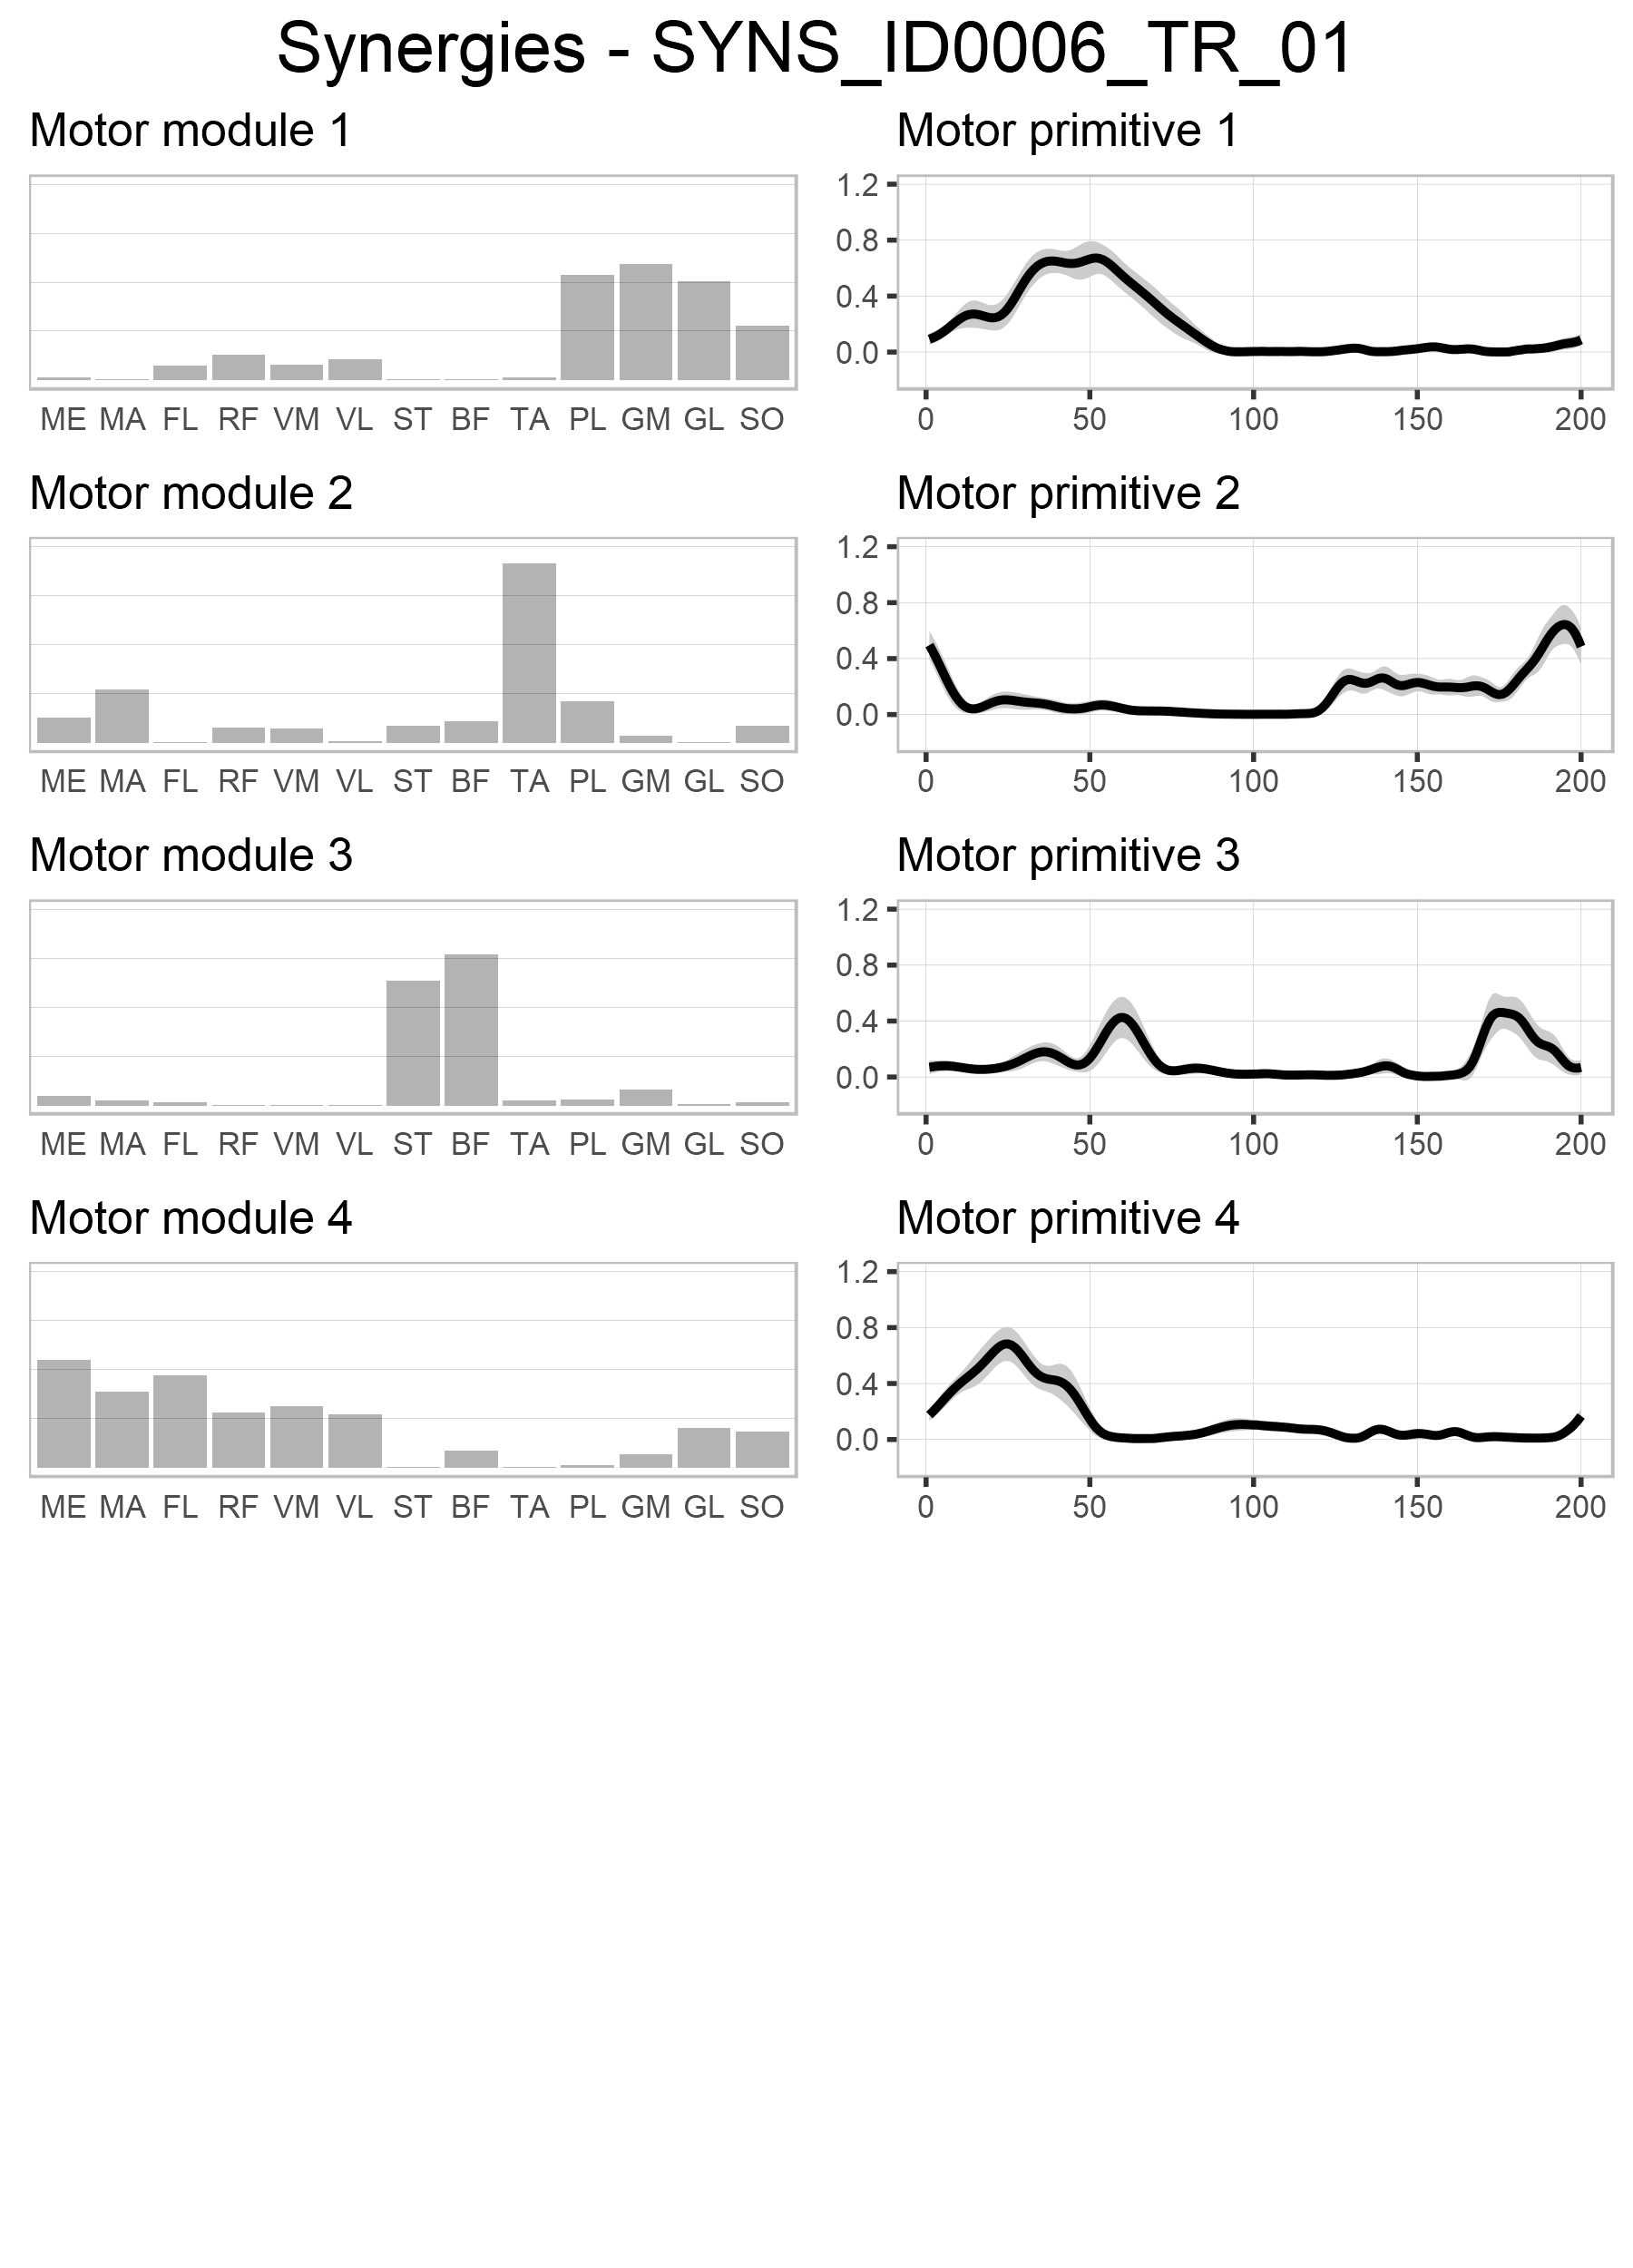 Synergies - SYNS_ID0006_TR_01
Motor module 1
Motor primitive 1
1.2
0.8
0.4
0.0
ME MA FL RF VM VL ST BF TA PL GM GL SO
0 50 100 150 200
Motor module 2
Motor primitive 2
1.2
0.8
0.4
0.0
ME MA FL RF VM VL ST BF TA PL GM GL SO
0 50 100 150 200
Motor module 3
Motor primitive 3
1.2
0.8
0.4
0.0
ME MA FL RF VM VL ST BF TA PL GM GL SO
0 50 100 150 200
Motor module 4
Motor primitive 4
1.2
0.8
0.4
0.0
ME MA FL RF VM VL ST BF TA PL GM GL SO
0 50 100 150 200